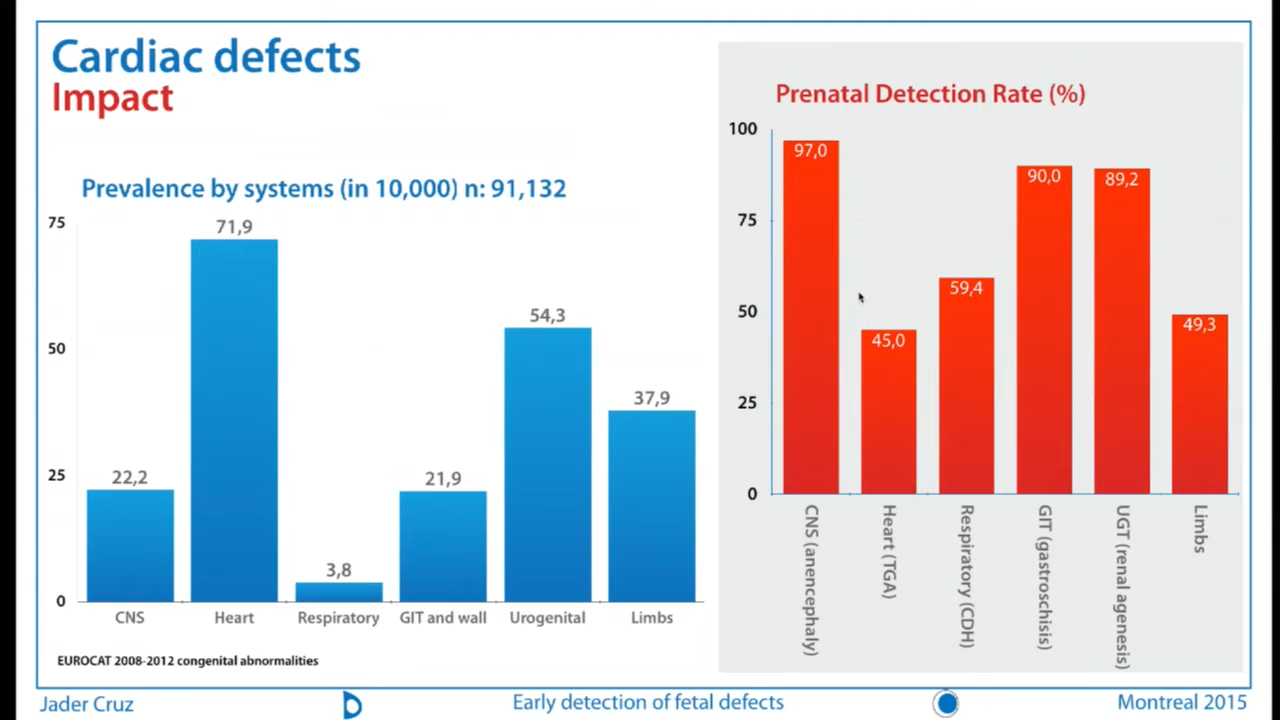 Cardiac defects
Impact
Prevalence by systems (in 10,000) n: 91,132
75
50
25
0
22,2
71,9
3,8
21,9
54,3
37,9
CNS
Heart
Respiratory
GIT and wall
Urogenital
Limbs
EUROCAT 2008-2012 congenital abnormalities
Prenatal Detection Rate (%)
100
75
50
25
0
97,0
45,0
59,4
90,0
89,2
49,3
CNS (anencephaly)
Heart (TGA)
Respiratory (CDH)
GIT (gastroschisis)
UGT (renal agenesis)
Limbs
Jader Cruz
Early detection of fetal defects
Montreal 2015